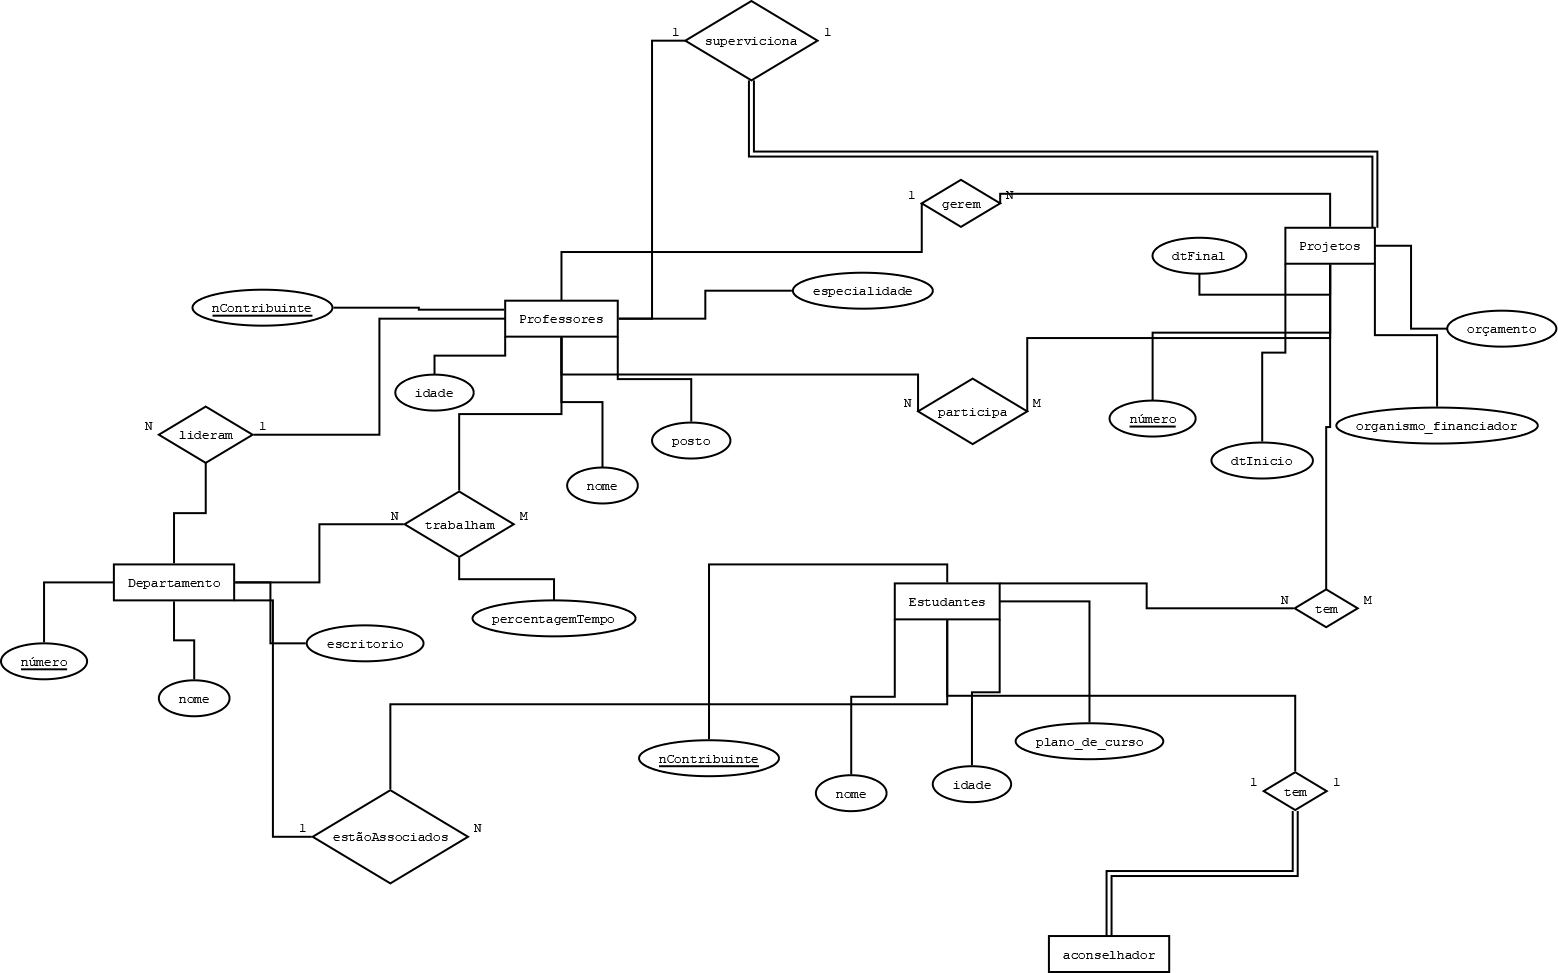 1 superviciona 1
1 gerem N
dtFinal
Projetos
nContribuinte
especialidade
Professores
orçamento
idade
N participa M
número
organismo_financiador
N lideram 1
posto
dtInicio
nome
N trabalham M
Departamento
Estudantes
N tem M
percentagemTempo
escritorio
número
nome
plano_de_curso
nContribuinte
idade
nome
1 tem 1
1 estãoAssociados N
aconselhador